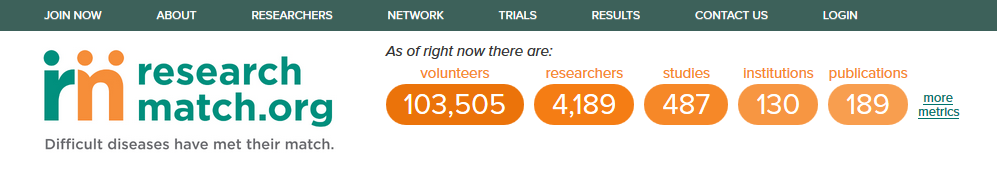 JOIN NOW ABOUT RESEARCHERS NETWORK TRIALS RESULTS CONTACT US LOGIN
rm research
match.org
Difficult diseases have met their match.
As of right now there are:
volunteers researchers studies institutions publications
103,505 4,189 487 130 189
more
metrics